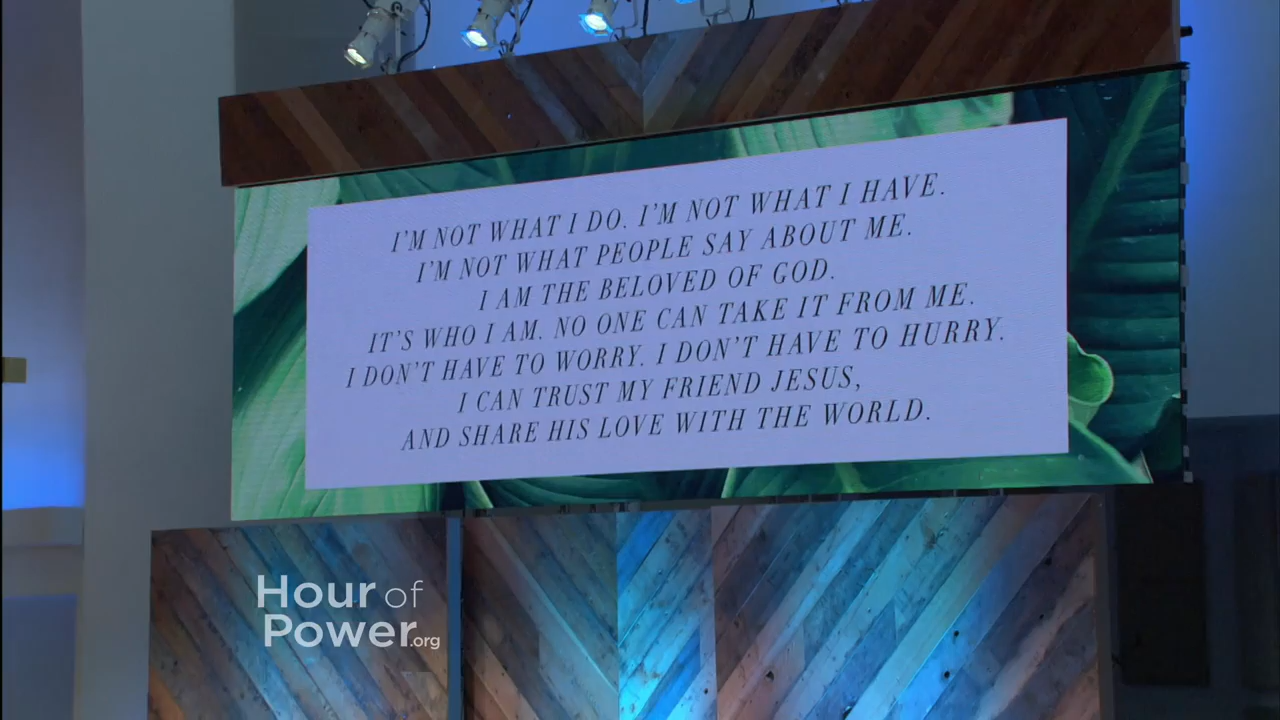 I'M NOT WHAT I DO. I'M NOT WHAT I HAVE.
I'M NOT WHAT PEOPLE SAY ABOUT ME.
I AM THE BELOVED OF GOD.
IT'S WHO I AM. NO ONE CAN TAKE IT FROM ME.
I DON'T HAVE TO WORRY. I DON'T HAVE TO HURRY.
I CAN TRUST MY FRIEND JESUS,
AND SHARE HIS LOVE WITH THE WORLD.
Hour of
Power.org